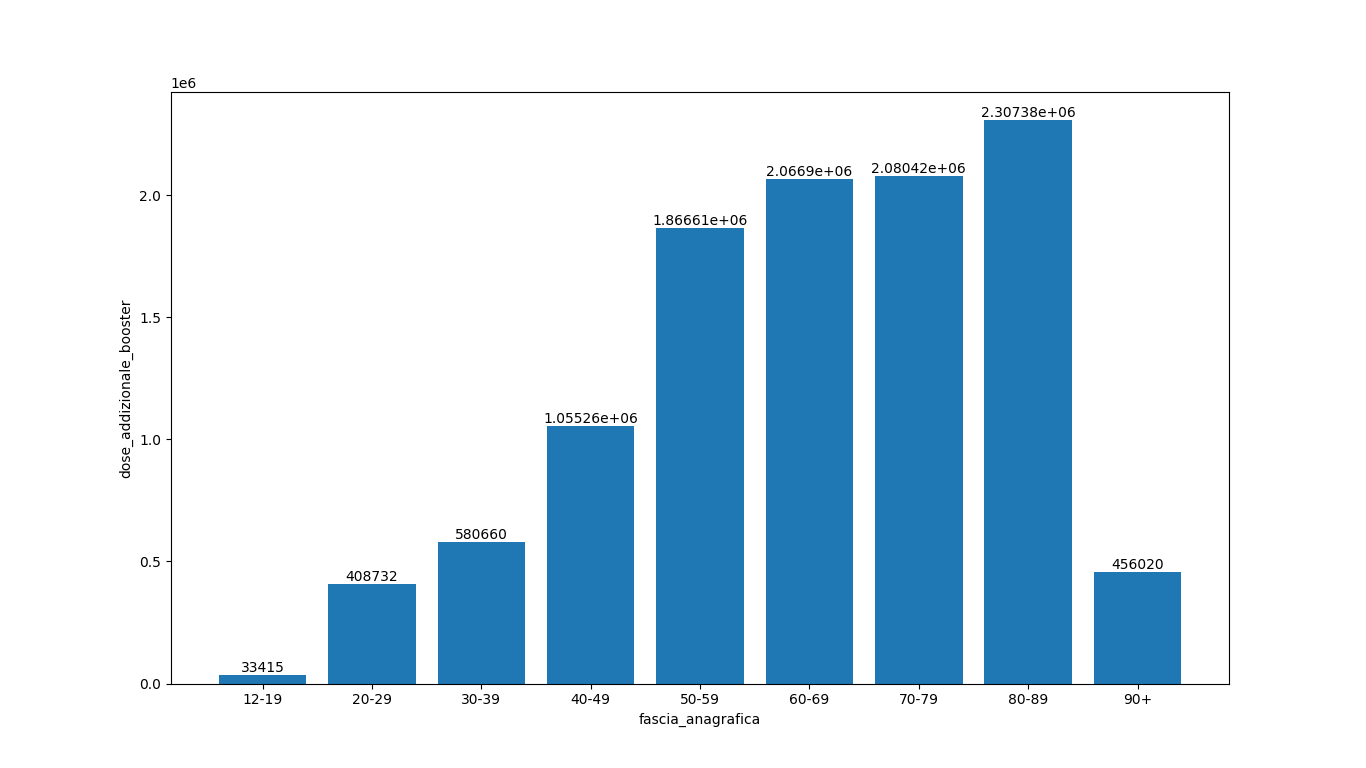 1e6
2.30738e+06
2.0669e+06
2.08042e+06
2.0
1.86661e+06
1.5
dose_addizionale_booster
1.05526e+06
1.0
580660
408732
0.5
456020
33415
0.0
12-19 20-29 30-39 40-49 50-59 60-69 70-79 80-89 90+
fascia_anagrafica